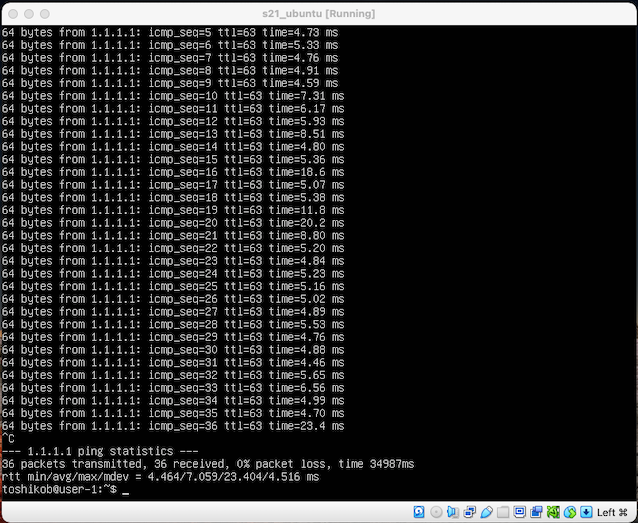 s21_ubuntu [Running]
64 bytes from 1.1.1.1: icmp_seq=5 ttl=63 time=4.73 ms
64 bytes from 1.1.1.1: icmp_seq=6 ttl=63 time=5.33 ms
64 bytes from 1.1.1.1: icmp_seq=7 ttl=63 time=4.76 ms
64 bytes from 1.1.1.1: icmp_seq=8 ttl=63 time=4.91 ms
64 bytes from 1.1.1.1: icmp_seq=9 ttl=63 time=4.59 ms
64 bytes from 1.1.1.1: icmp_seq=10 ttl=63 time=7.31 ms
64 bytes from 1.1.1.1: icmp_seq=11 ttl=63 time=6.17 ms
64 bytes from 1.1.1.1: icmp_seq=12 ttl=63 time=5.93 ms
64 bytes from 1.1.1.1: icmp_seq=13 ttl=63 time=8.51 ms
64 bytes from 1.1.1.1: icmp_seq=14 ttl=63 time=4.80 ms
64 bytes from 1.1.1.1: icmp_seq=15 ttl=63 time=5.36 ms
64 bytes from 1.1.1.1: icmp_seq=16 ttl=63 time=18.6 ms
64 bytes from 1.1.1.1: icmp_seq=17 ttl=63 time=5.07 ms
64 bytes from 1.1.1.1: icmp_seq=18 ttl=63 time=5.38 ms
64 bytes from 1.1.1.1: icmp_seq=19 ttl=63 time=11.8 ms
64 bytes from 1.1.1.1: icmp_seq=20 ttl=63 time=20.2 ms
64 bytes from 1.1.1.1: icmp_seq=21 ttl=63 time=8.80 ms
64 bytes from 1.1.1.1: icmp_seq=22 ttl=63 time=5.20 ms
64 bytes from 1.1.1.1: icmp_seq=23 ttl=63 time=4.84 ms
64 bytes from 1.1.1.1: icmp_seq=24 ttl=63 time=5.23 ms
64 bytes from 1.1.1.1: icmp_seq=25 ttl=63 time=5.16 ms
64 bytes from 1.1.1.1: icmp_seq=26 ttl=63 time=5.02 ms
64 bytes from 1.1.1.1: icmp_seq=27 ttl=63 time=4.89 ms
64 bytes from 1.1.1.1: icmp_seq=28 ttl=63 time=5.53 ms
64 bytes from 1.1.1.1: icmp_seq=29 ttl=63 time=4.76 ms
64 bytes from 1.1.1.1: icmp_seq=30 ttl=63 time=4.88 ms
64 bytes from 1.1.1.1: icmp_seq=31 ttl=63 time=4.46 ms
64 bytes from 1.1.1.1: icmp_seq=32 ttl=63 time=5.65 ms
64 bytes from 1.1.1.1: icmp_seq=33 ttl=63 time=6.56 ms
64 bytes from 1.1.1.1: icmp_seq=34 ttl=63 time=4.99 ms
64 bytes from 1.1.1.1: icmp_seq=35 ttl=63 time=4.70 ms
64 bytes from 1.1.1.1: icmp_seq=36 ttl=63 time=23.4 ms
^C
--- 1.1.1.1 ping statistics ---
36 packets transmitted, 36 received, 0% packet loss, time 34987ms
rtt min/avg/max/mdev = 4.464/7.059/23.404/4.516 ms
toshikob@user-1:~$ _
Left ⌘